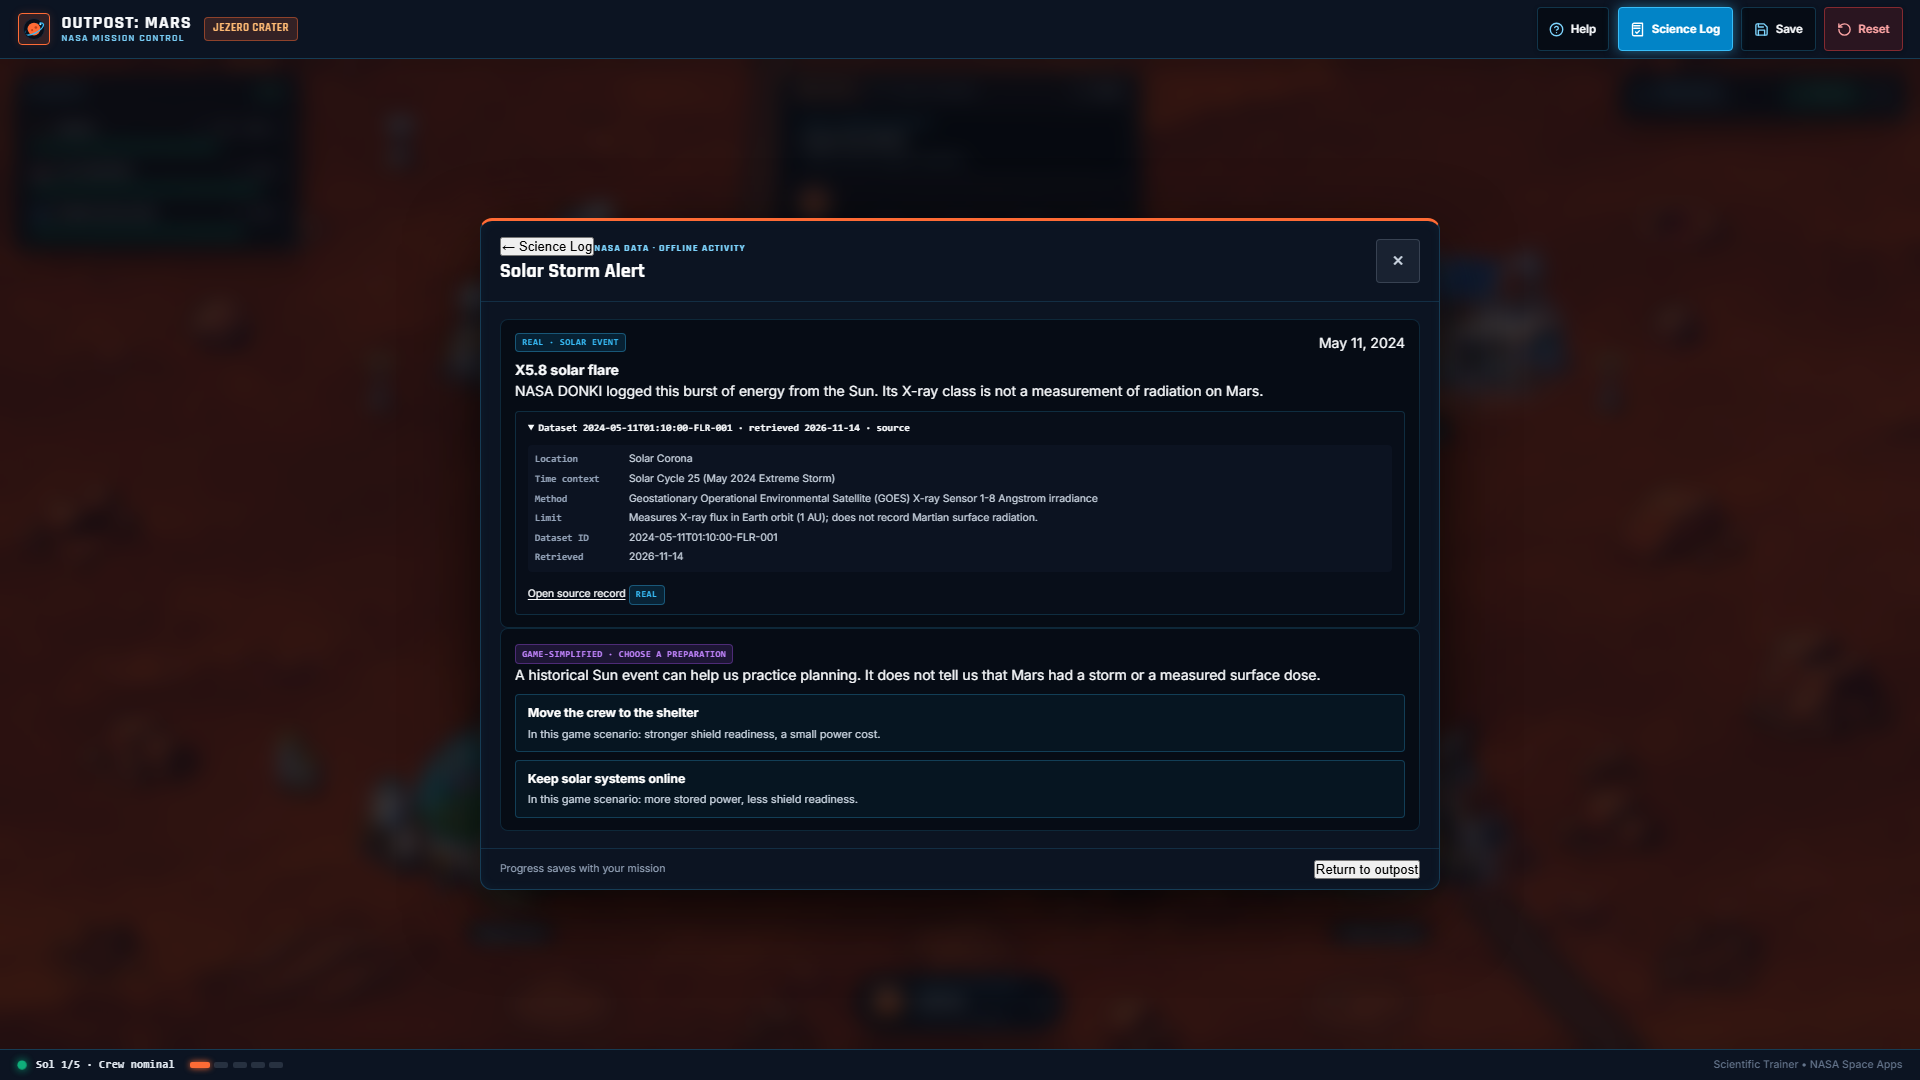 OUTPOST: MARS
NASA MISSION CONTROL
JEZERO CRATER
Help
Science Log
Save
Reset
← Science Log
NASA DATA · OFFLINE ACTIVITY
Solar Storm Alert
×
REAL · SOLAR EVENT
May 11, 2024
X5.8 solar flare
NASA DONKI logged this burst of energy from the Sun. Its X-ray class is not a measurement of radiation on Mars.
▼ Dataset 2024-05-11T01:10:00-FLR-001 · retrieved 2026-11-14 · source
Location Solar Corona
Time context Solar Cycle 25 (May 2024 Extreme Storm)
Method Geostationary Operational Environmental Satellite (GOES) X-ray Sensor 1-8 Angstrom irradiance
Limit Measures X-ray flux in Earth orbit (1 AU); does not record Martian surface radiation.
Dataset ID 2024-05-11T01:10:00-FLR-001
Retrieved 2026-11-14
Open source record REAL
GAME-SIMPLIFIED · CHOOSE A PREPARATION
A historical Sun event can help us practice planning. It does not tell us that Mars had a storm or a measured surface dose.
Move the crew to the shelter
In this game scenario: stronger shield readiness, a small power cost.
Keep solar systems online
In this game scenario: more stored power, less shield readiness.
Progress saves with your mission
Return to outpost
Sol 1/5 · Crew nominal
Scientific Trainer • NASA Space Apps